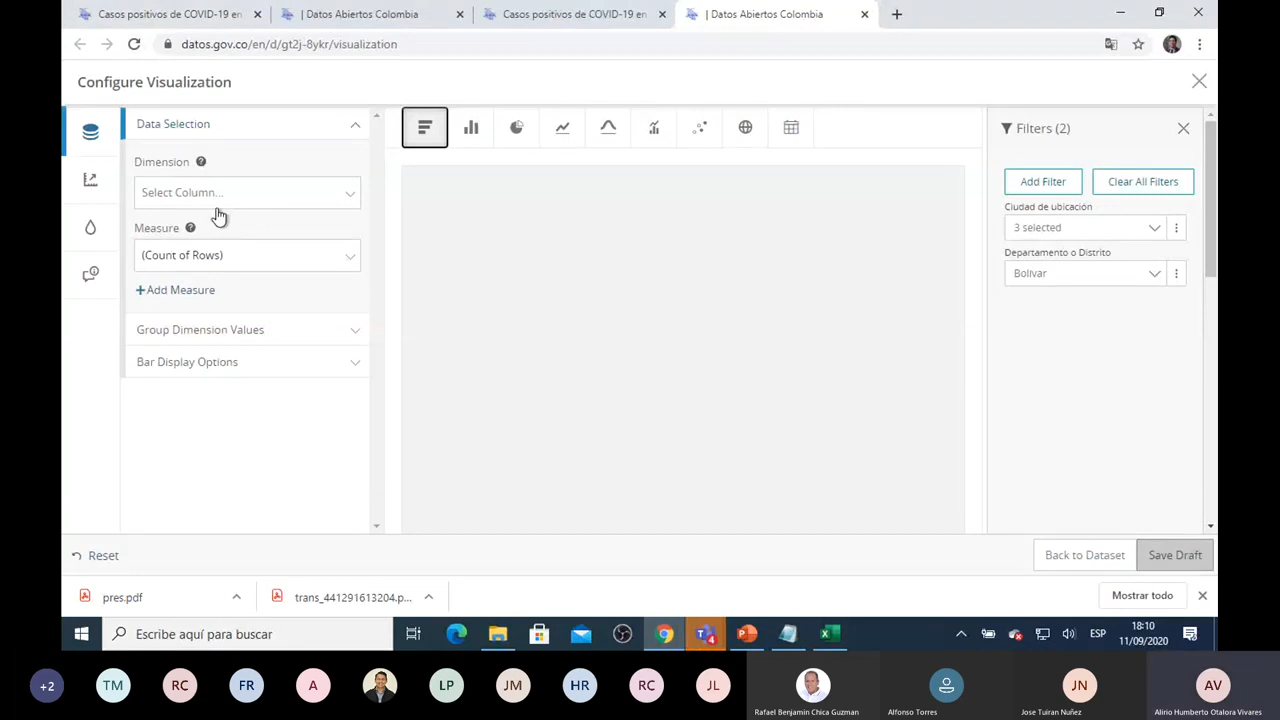 Casos positivos de COVID-19 en
| Datos Abiertos Colombia
Casos positivos de COVID-19 en
| Datos Abiertos Colombia
datos.gov.co/en/d/gt2j-8ykr/visualization
Configure Visualization
Data Selection
Dimension
Select Column...
Measure
(Count of Rows)
+Add Measure
Group Dimension Values
Bar Display Options
Filters (2)
Add Filter
Clear All Filters
Ciudad de ubicación
3 selected
Departamento o Distrito
Bolivar
Reset
Back to Dataset
Save Draft
pres.pdf
trans_441291613204.p...
Mostrar todo
Escribe aquí para buscar
4
ESP
18:10
11/09/2020
+2
TM
RC
FR
A
LP
JM
HR
RC
JL
JN
AV
Rafael Benjamin Chica Guzman
Alfonso Torres
Jose Tuiran Nuñez
Alirio Humberto Otalora Vivares